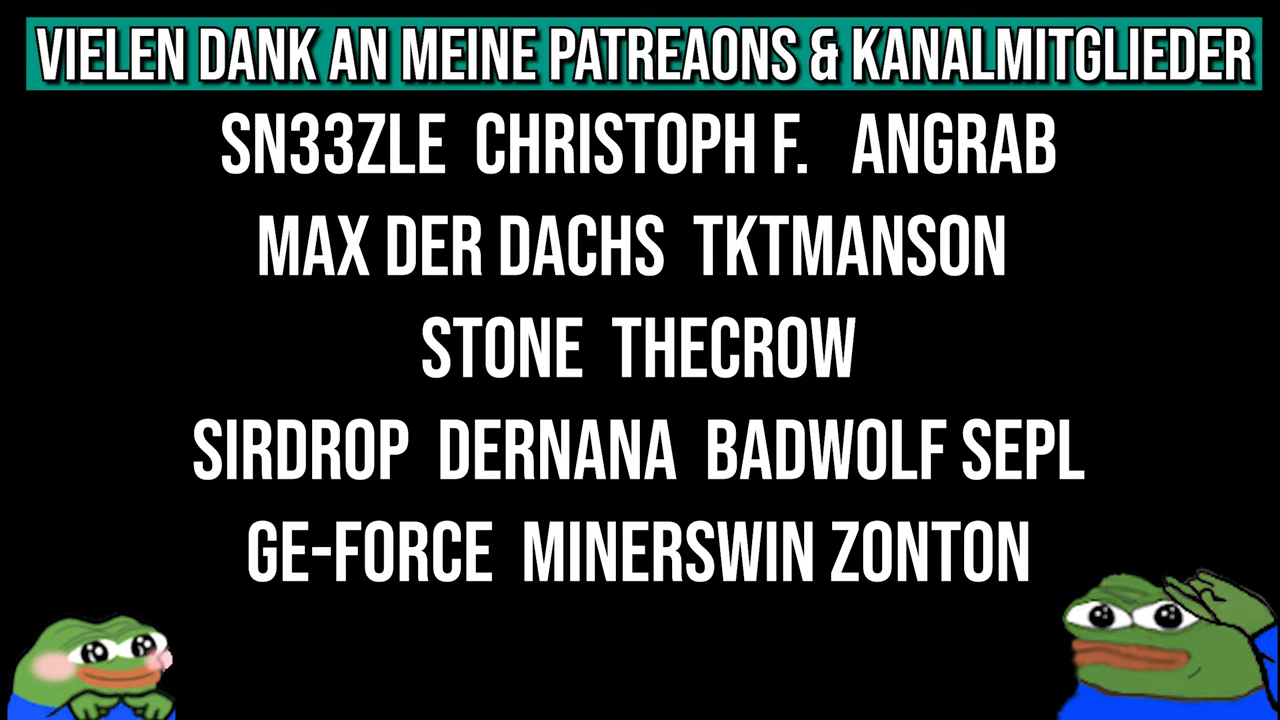 VIELEN DANK AN MEINE PATREAONS & KANALMITGLIEDER
SN33ZLE CHRISTOPH F. ANGRAB
MAX DER DACHS TKTMANSON
STONE THECROW
SIRDROP DERNANA BADWOLF SEPL
GE-FORCE MINERSWIN ZONTON